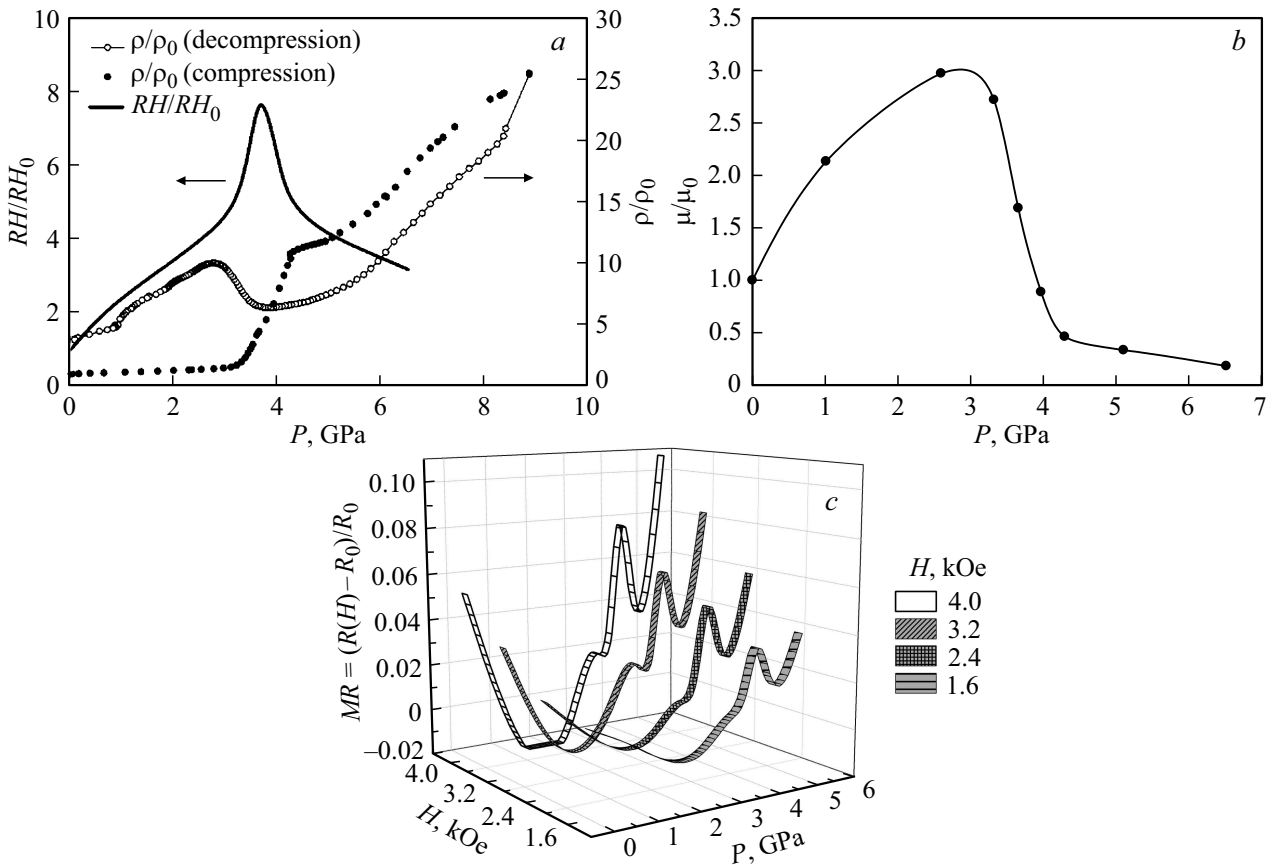 a
ρ/ρ0 (decompression)
ρ/ρ0 (compression)
RH/RH0
10
8
6
4
2
0
RH/RH0
30
25
20
15
10
5
0
ρ/ρ0
0 2 4 6 8 10
P, GPa
b
4.0
3.5
3.0
2.5
2.0
1.5
1.0
0.5
0
μ/μ0
0 1 2 3 4 5 6 7
P, GPa
c
0.10
0.08
0.06
0.04
0.02
0
–0.02
MR = (R(H) – R0)/R0
4.0
3.2
2.4
1.6
H, kOe
0 1 2 3 4 5 6
P, GPa
H, kOe
4.0
3.2
2.4
1.6